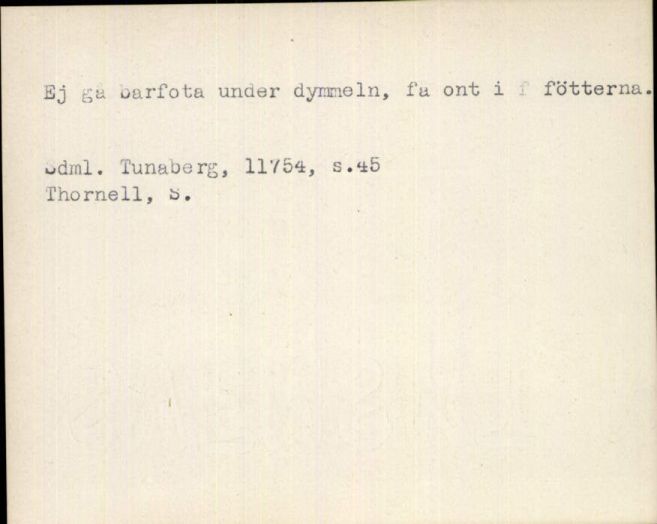 Ej gå barfota under dymmeln, få ont i f fötterna.
Sdml. Tunaberg, 11754, s.45
Thornell, S.